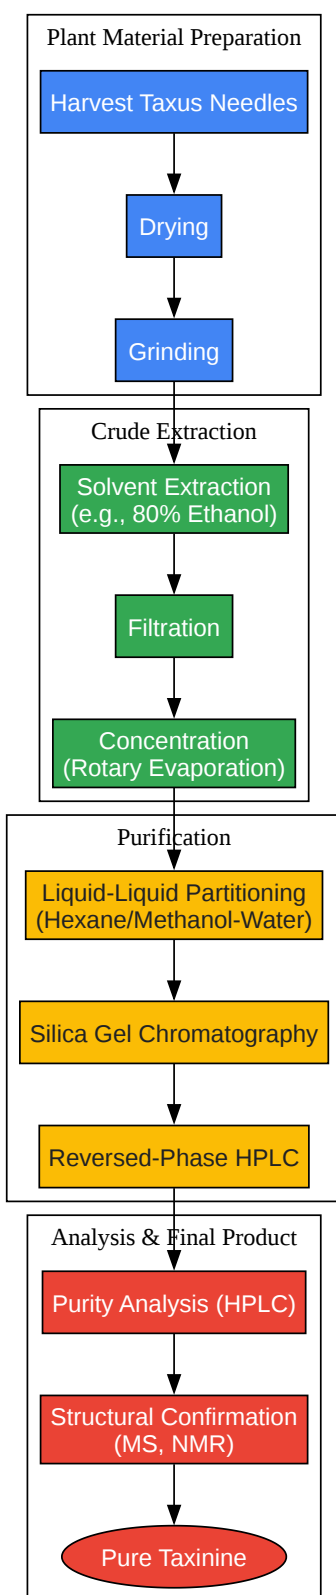 Plant Material Preparation
Harvest Taxus Needles
Drying
Grinding
Crude Extraction
Solvent Extraction
(e.g., 80% Ethanol)
Filtration
Concentration
(Rotary Evaporation)
Purification
Liquid-Liquid Partitioning
(Hexane/Methanol-Water)
Silica Gel Chromatography
Reversed-Phase HPLC
Analysis & Final Product
Purity Analysis (HPLC)
Structural Confirmation
(MS, NMR)
Pure Taxinine